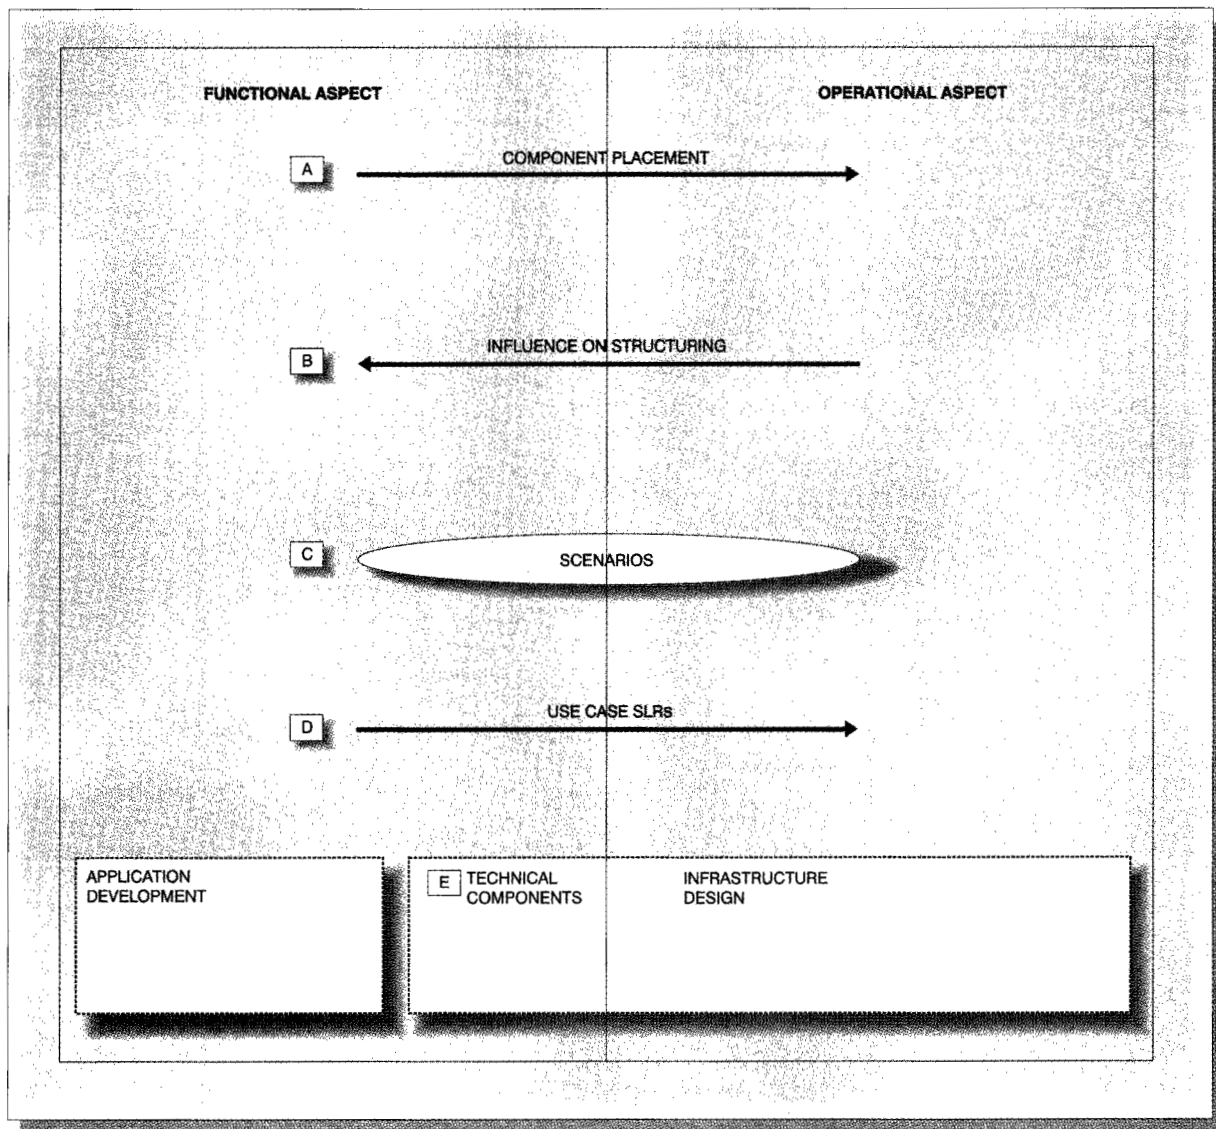 FUNCTIONAL ASPECT
OPERATIONAL ASPECT
A
COMPONENT PLACEMENT
B
INFLUENCE ON STRUCTURING
C
SCENARIOS
D
USE CASE SLRs
APPLICATION
DEVELOPMENT
E
TECHNICAL
COMPONENTS
INFRASTRUCTURE
DESIGN